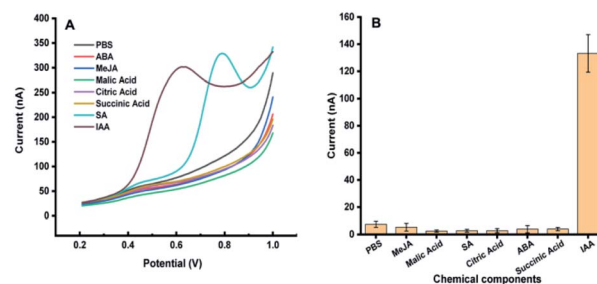 A
400
350
300
250
200
150
100
50
0
Current (nA)
PBS
ABA
MeJA
Malic Acid
Citric Acid
Succinic Acid
SA
IAA
0.2
0.4
0.6
0.8
1.0
Potential (V)
B
160
140
120
100
80
60
40
20
0
Current (nA)
PBS
MeJA
Malic Acid
SA
Citric Acid
ABA
Succinic Acid
IAA
Chemical components